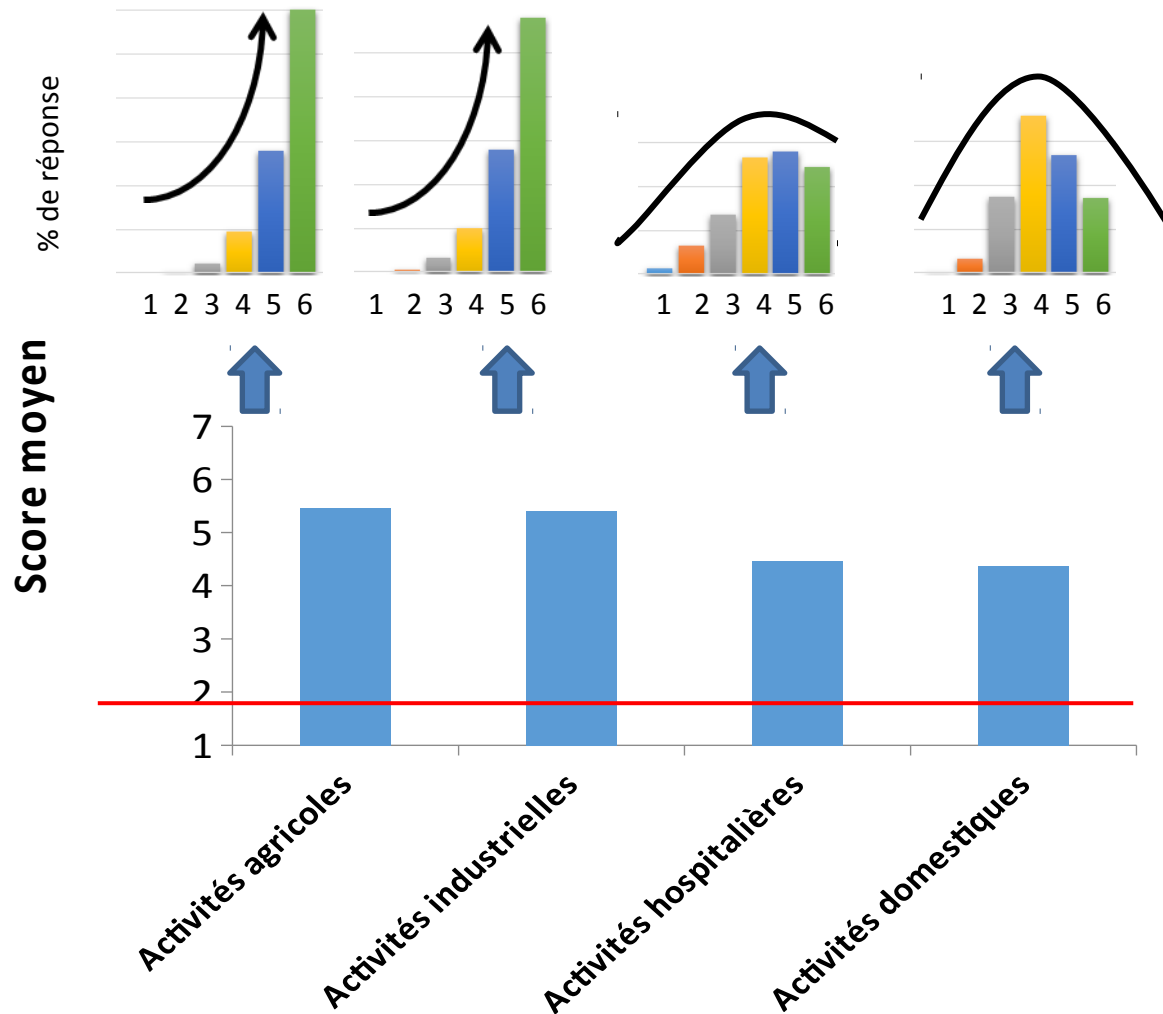 % de réponse
1 2 3 4 5 6
1 2 3 4 5 6
1 2 3 4 5 6
1 2 3 4 5 6
Score moyen
7
6
5
4
3
2
1
Activités agricoles
Activités industrielles
Activités hospitalières
Activités domestiques